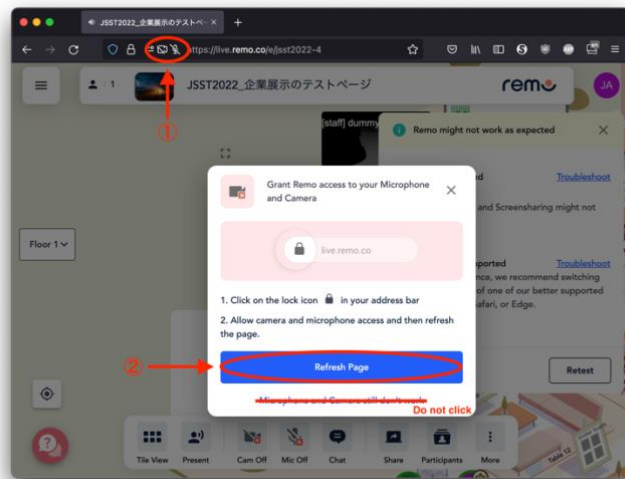 JSST2022_企業展示のテストペー
https://live.remo.co/e/jsst2022-4
①
1
JSST2022_企業展示のテストページ
remo
JA
[staff] dummy
Remo might not work as expected
Troubleshoot
and Screensharing might not
Grant Remo access to your Microphone
and Camera
live.remo.co
Floor 1
ported
Troubleshoot
nce, we recommend switching
of one of our better supported
afari, or Edge.
1. Click on the lock icon in your address bar
2. Allow camera and microphone access and then refresh
the page.
②
Refresh Page
Retest
Microphone and Camera still don't work
Do not click
Tile View
Present
Cam Off
Mic Off
Chat
Share
Participants
More
Table 12